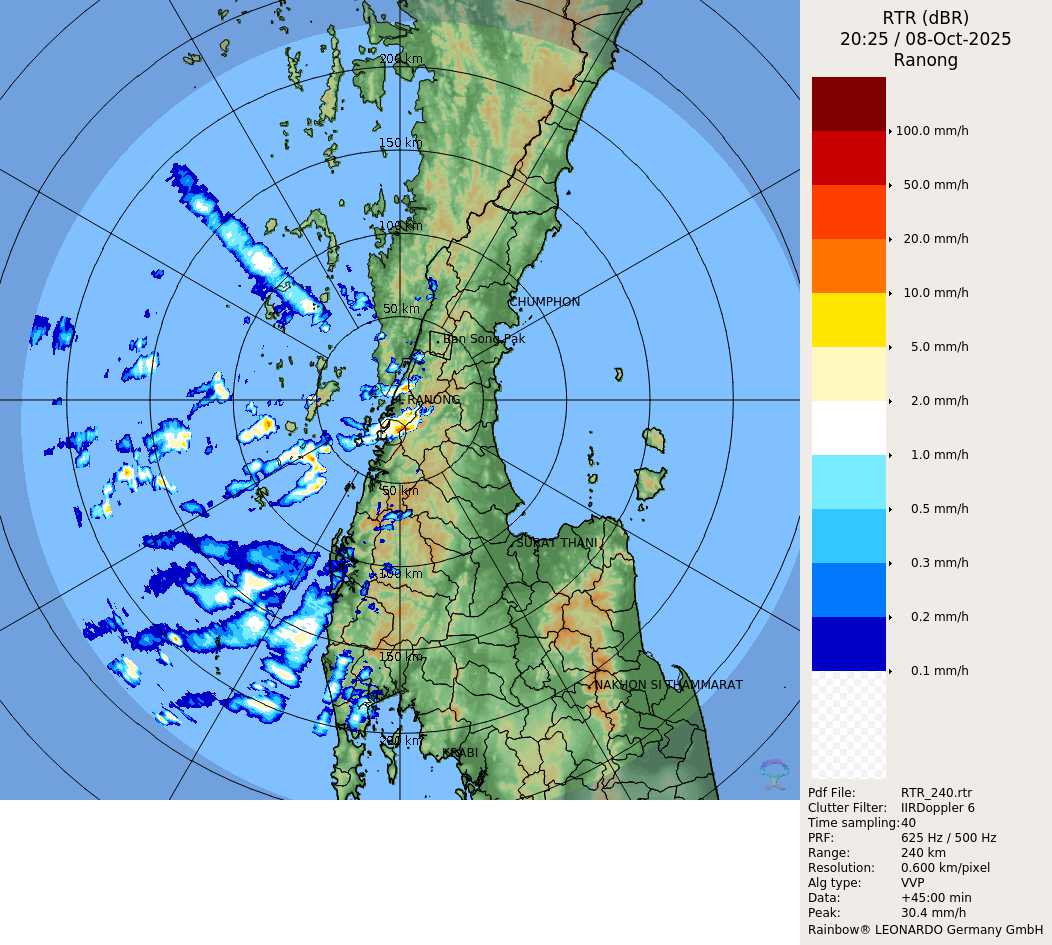 RTR (dBR)
20:25 / 08-Oct-2025
Ranong
200 km
150 km
100 km
50 km
CHUMPHON
Ban Song Pak
RANONG
50 km
SURAT THANI
100 km
150 km
NAKHON SI THAMMARAT
200 km
KRABI
100.0 mm/h
50.0 mm/h
20.0 mm/h
10.0 mm/h
5.0 mm/h
2.0 mm/h
1.0 mm/h
0.5 mm/h
0.3 mm/h
0.2 mm/h
0.1 mm/h
Pdf File: RTR_240.rtr
Clutter Filter: IIRDoppler 6
Time sampling: 40
PRF: 625 Hz / 500 Hz
Range: 240 km
Resolution: 0.600 km/pixel
Alg type: VVP
Data: +45:00 min
Peak: 30.4 mm/h
Rainbow® LEONARDO Germany GmbH